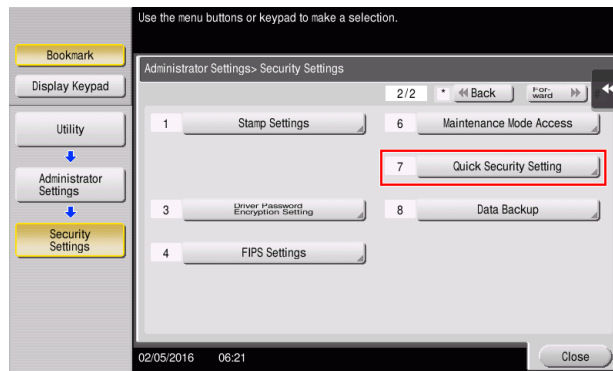 Use the menu buttons or keypad to make a selection.
Bookmark
Display Keypad
Utility
Administrator
Settings
Security
Settings
Administrator Settings> Security Settings
2/2 * Back For-
ward
1 Stamp Settings
6 Maintenance Mode Access
7 Quick Security Setting
3 Driver Password
Encryption Setting
8 Data Backup
4 FIPS Settings
02/05/2016 06:21
Close